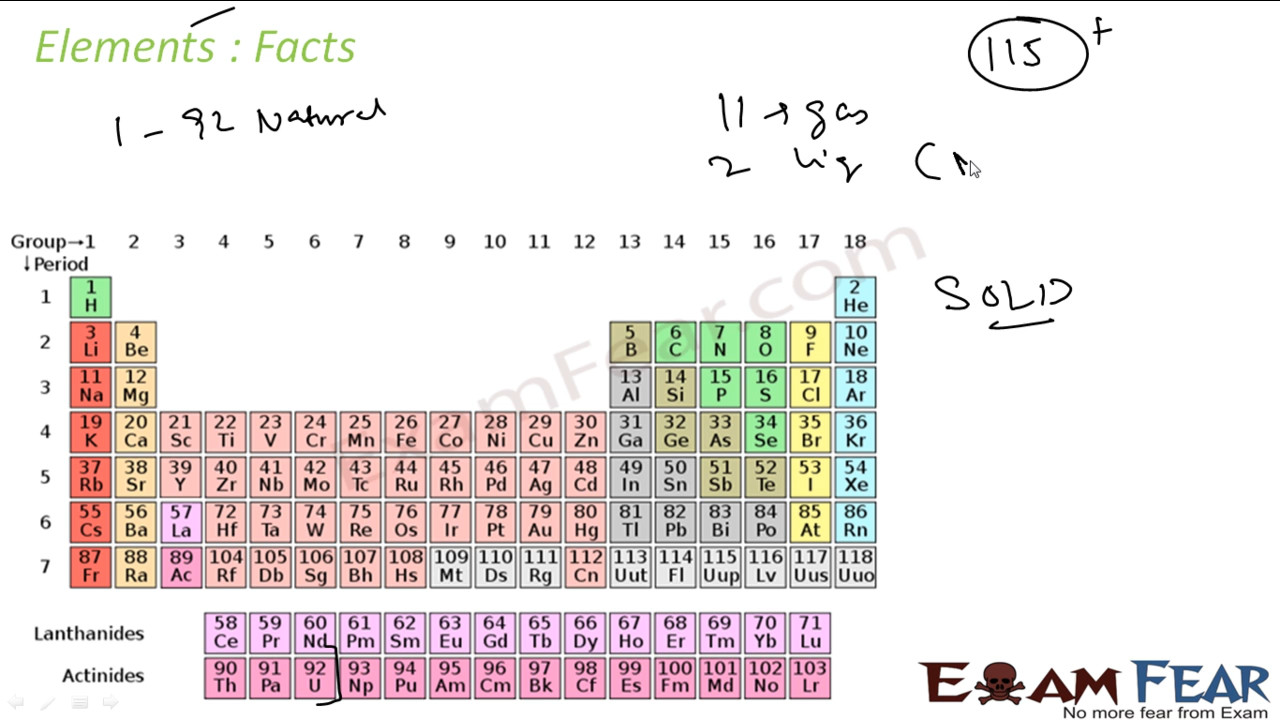 Elements : Facts
115 +
1 - 92 Natural
11 → gas
2 liq (
ExamFear.com
SOLID
Group→1 2 3 4 5 6 7 8 9 10 11 12 13 14 15 16 17 18
↓Period
1 2
1 H He
3 4 5 6 7 8 9 10
2 Li Be B C N O F Ne
11 12 13 14 15 16 17 18
3 Na Mg Al Si P S Cl Ar
19 20 21 22 23 24 25 26 27 28 29 30 31 32 33 34 35 36
4 K Ca Sc Ti V Cr Mn Fe Co Ni Cu Zn Ga Ge As Se Br Kr
37 38 39 40 41 42 43 44 45 46 47 48 49 50 51 52 53 54
5 Rb Sr Y Zr Nb Mo Tc Ru Rh Pd Ag Cd In Sn Sb Te I Xe
55 56 57 72 73 74 75 76 77 78 79 80 81 82 83 84 85 86
6 Cs Ba La Hf Ta W Re Os Ir Pt Au Hg Tl Pb Bi Po At Rn
87 88 89 104 105 106 107 108 109 110 111 112 113 114 115 116 117 118
7 Fr Ra Ac Rf Db Sg Bh Hs Mt Ds Rg Cn Uut Fl Uup Lv Uus Uuo
58 59 60 61 62 63 64 65 66 67 68 69 70 71
Lanthanides Ce Pr Nd Pm Sm Eu Gd Tb Dy Ho Er Tm Yb Lu
90 91 92 93 94 95 96 97 98 99 100 101 102 103
Actinides Th Pa U Np Pu Am Cm Bk Cf Es Fm Md No Lr
EXAM FEAR
No more fear from Exam